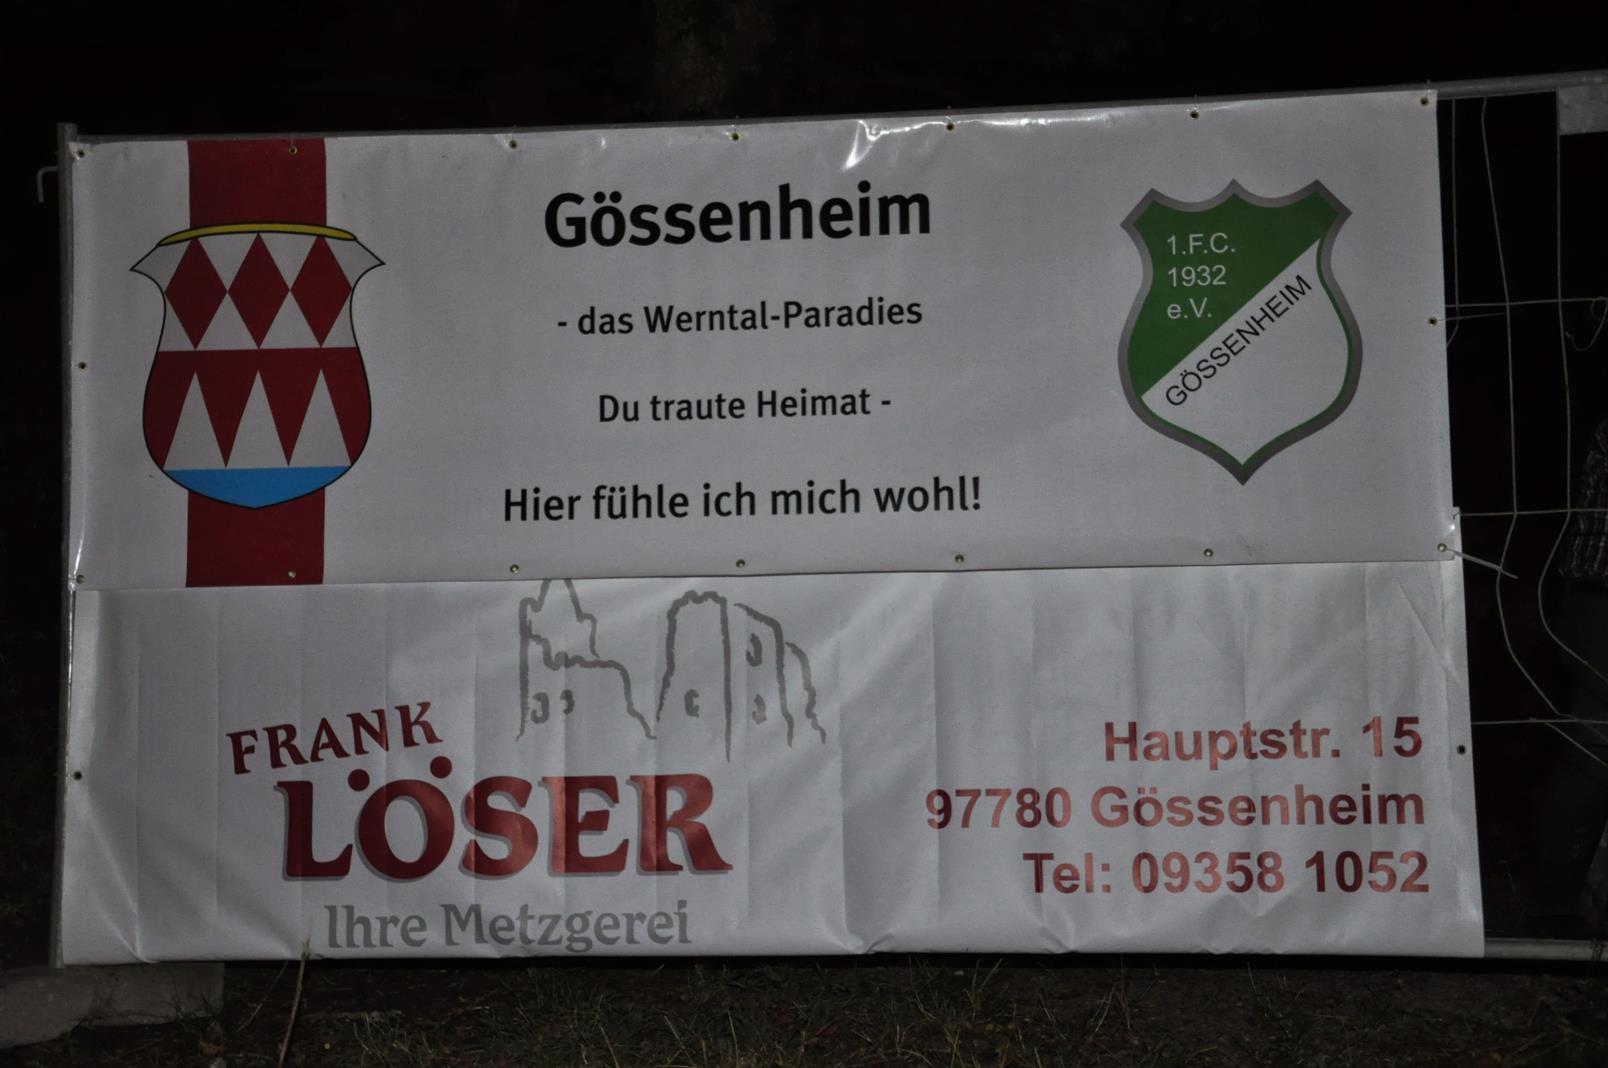 Gössenheim
- das Werntal-Paradies
Du traute Heimat -
Hier fühle ich mich wohl!
1.F.C.
1932
e.V.
GÖSSENHEIM
FRANK
LÖSER
Ihre Metzgerei
Hauptstr. 15
97780 Gössenheim
Tel: 09358 1052